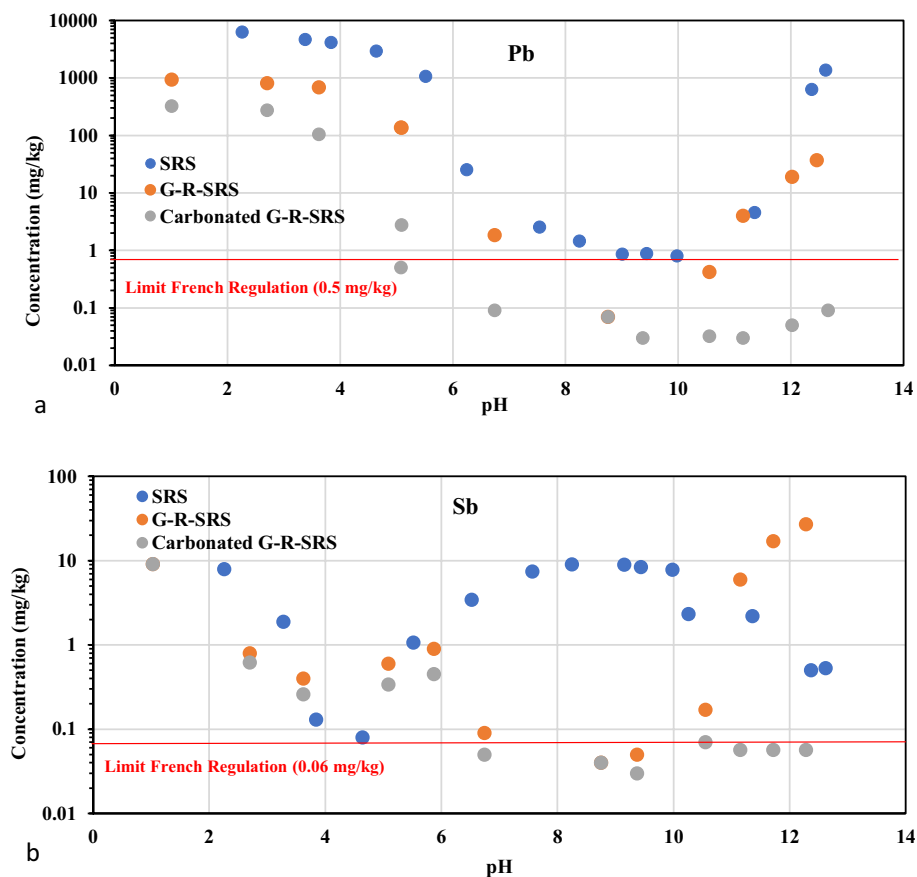 Pb
Concentration (mg/kg)
10000
1000
100
10
1
0.1
0.01
SRS
G-R-SRS
Carbonated G-R-SRS
Limit French Regulation (0.5 mg/kg)
0 2 4 6 8 10 12 14
pH
a
Sb
Concentration (mg/kg)
100
10
1
0.1
0.01
SRS
G-R-SRS
Carbonated G-R-SRS
Limit French Regulation (0.06 mg/kg)
0 2 4 6 8 10 12 14
pH
b